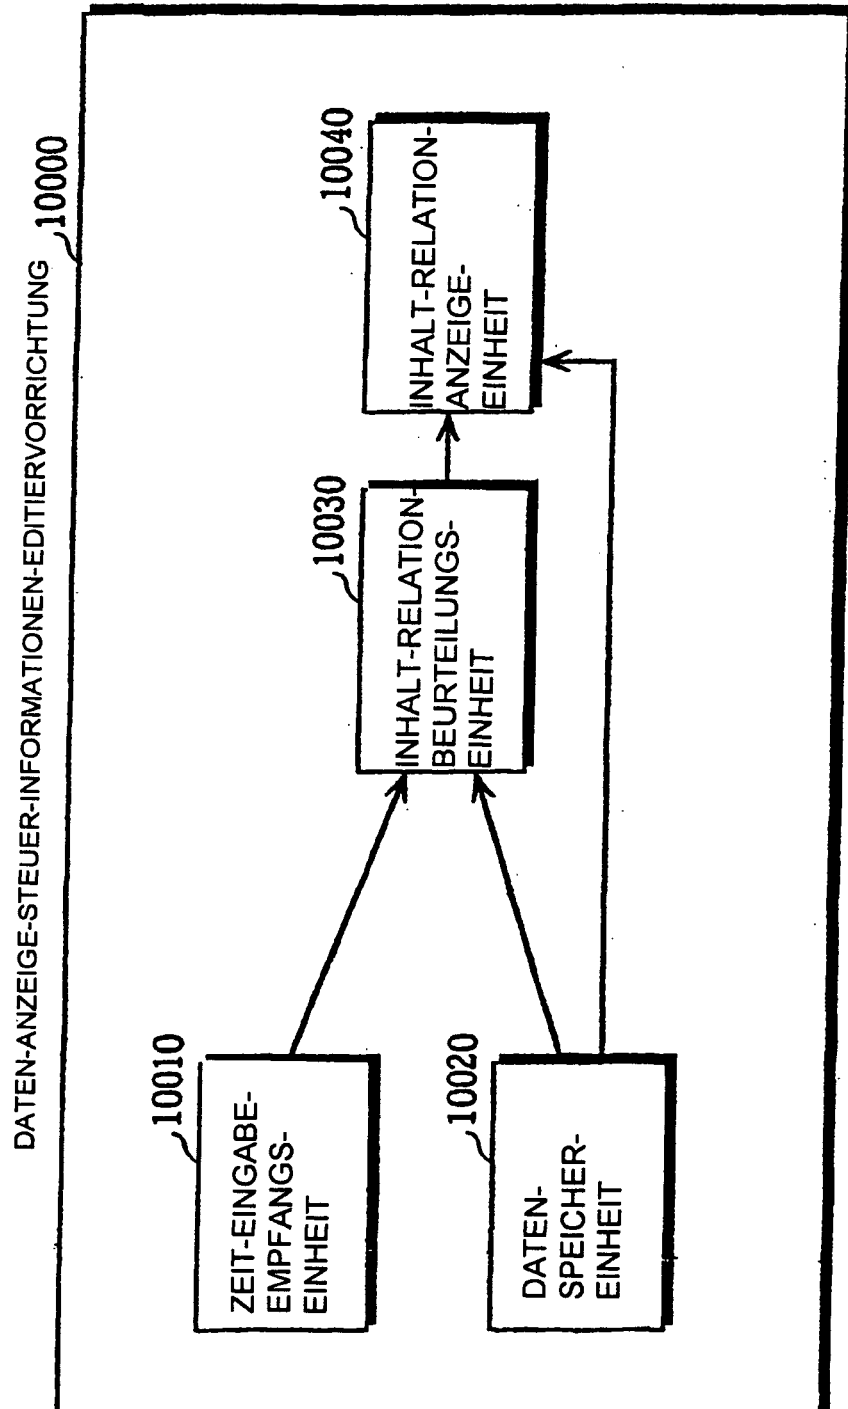 DATEN-ANZEIGE-STEUER-INFORMATIONEN-EDITIERVORRICHTUNG
10000
10010
ZEIT-EINGABE-
EMPFANGS-
EINHEIT
10020
DATEN-
SPEICHER-
EINHEIT
10030
INHALT-RELATION-
BEURTEILUNGS-
EINHEIT
10040
INHALT-RELATION-
ANZEIGE-
EINHEIT